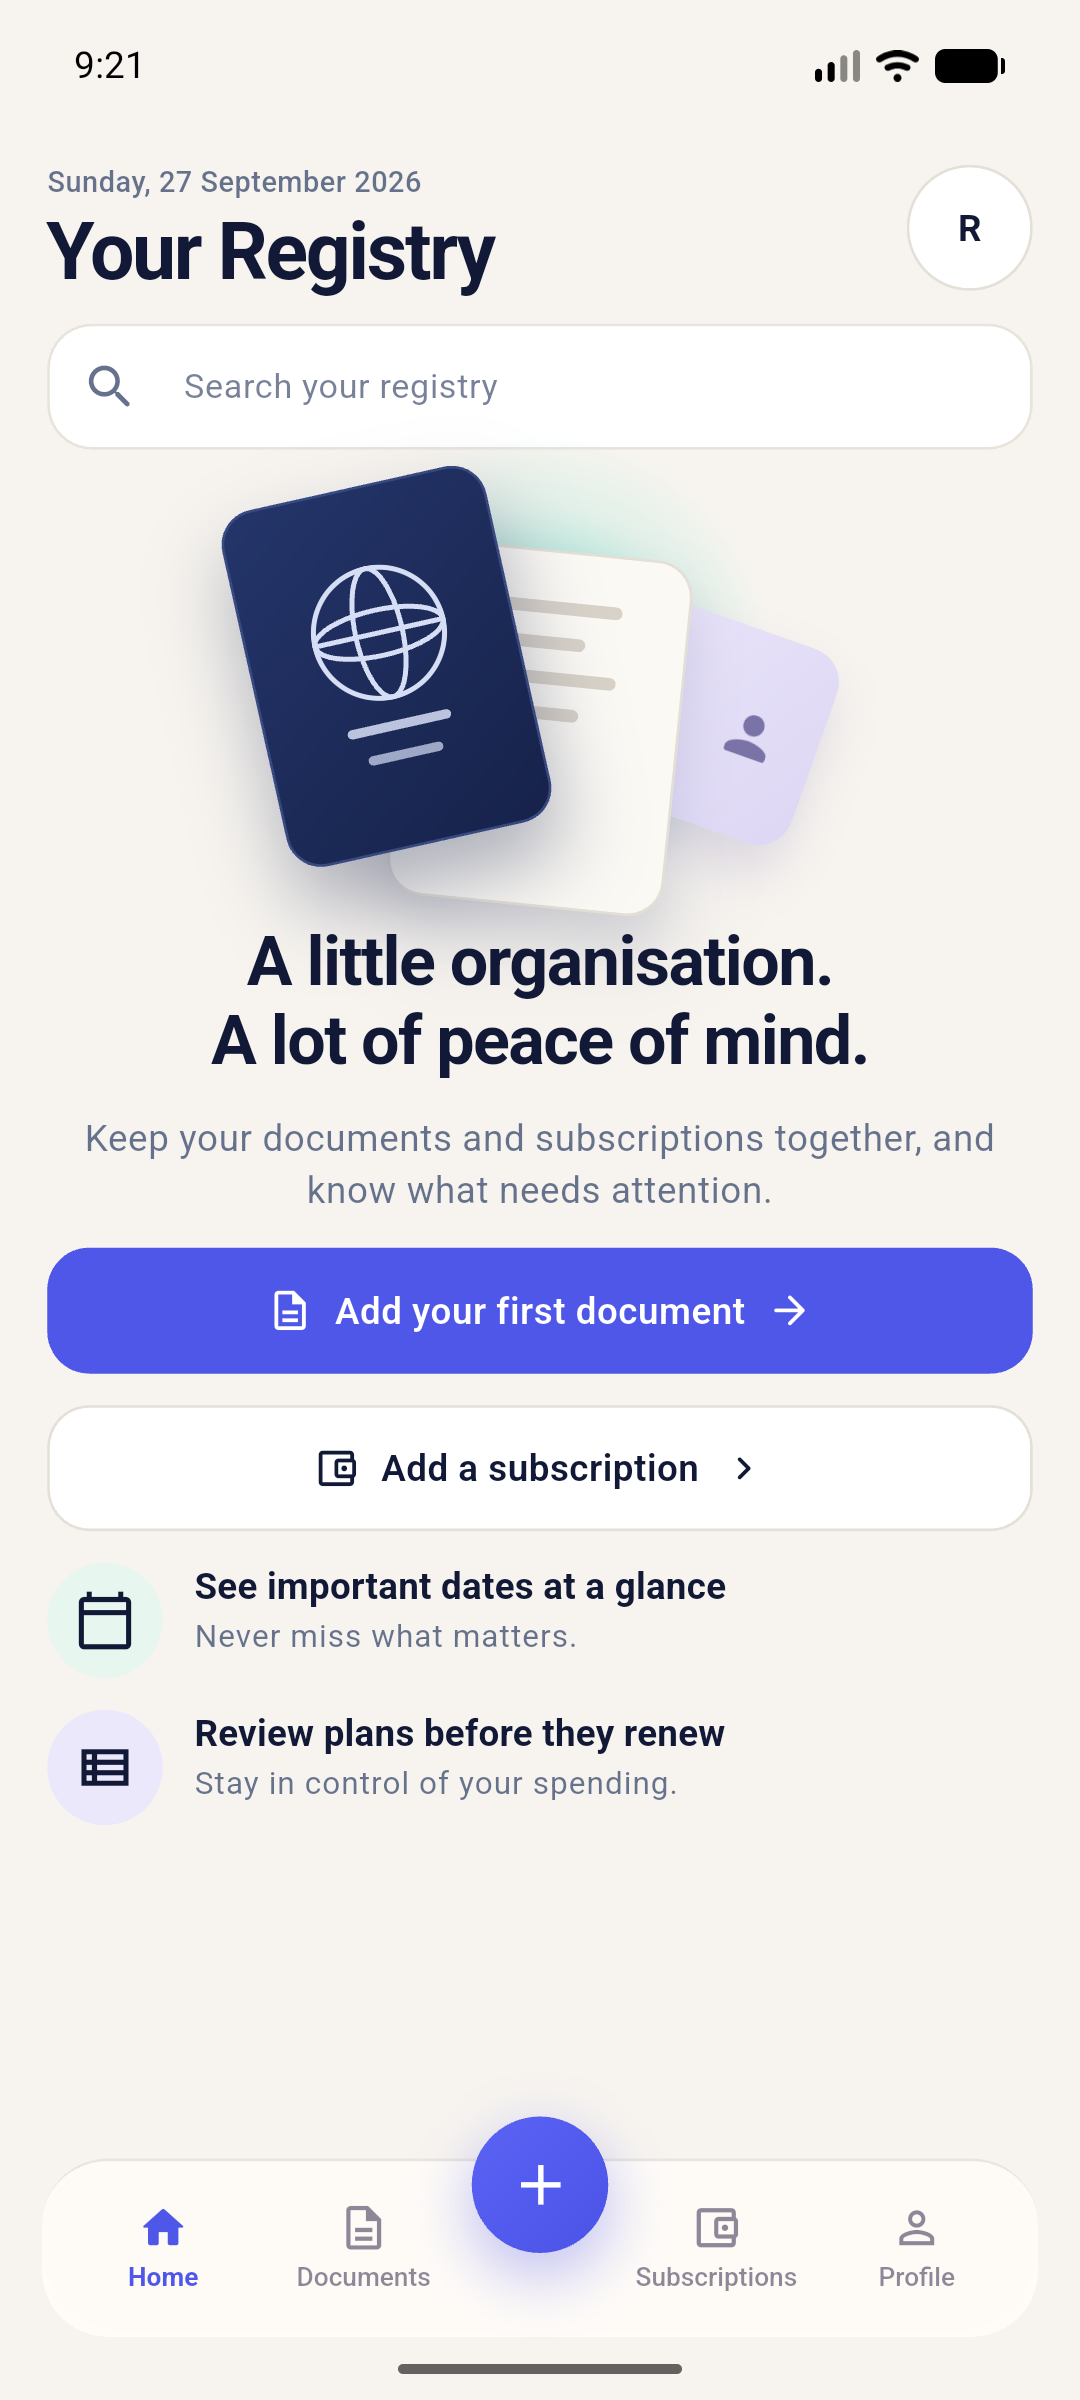 9:21
Sunday, 27 September 2026
Your Registry
R
Search your registry
A little organisation.
A lot of peace of mind.
Keep your documents and subscriptions together, and
know what needs attention.
Add your first document
Add a subscription
See important dates at a glance
Never miss what matters.
Review plans before they renew
Stay in control of your spending.
Home
Documents
Subscriptions
Profile